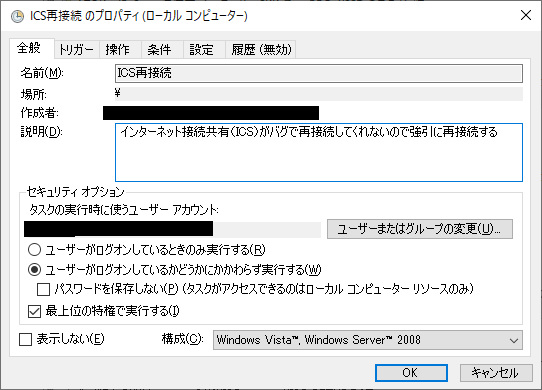 ICS再接続 のプロパティ (ローカル コンピューター)
全般 トリガー 操作 条件 設定 履歴 (無効)
名前(M): ICS再接続
場所: ¥
作成者:
説明(D): インターネット接続共有(ICS)がバグで再接続してくれないので強引に再接続する
セキュリティ オプション
タスクの実行時に使うユーザー アカウント:
ユーザーまたはグループの変更(U)...
ユーザーがログオンしているときのみ実行する(R)
ユーザーがログオンしているかどうかにかかわらず実行する(W)
パスワードを保存しない(P) (タスクがアクセスできるのはローカル コンピューター リソースのみ)
最上位の特権で実行する(I)
表示しない(E) 構成(C): Windows Vista™, Windows Server™ 2008
OK キャンセル